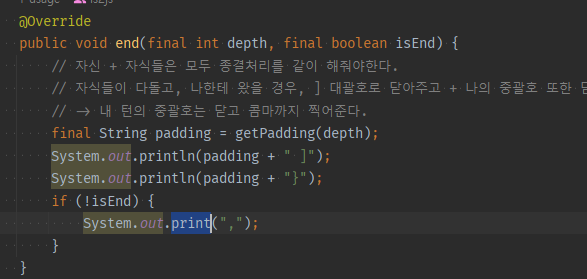 @Override
public void end(final int depth, final boolean isEnd) {
// 자신 + 자식들은 모두 종결처리를 같이 해줘야한다.
// 자식들이 다돌고, 나한테 왔을 경우, ] 대괄호로 닫아주고 + 나의 중괄호 또한
// → 내 턴의 중괄호는 닫고 콤마까지 찍어준다.
final String padding = getPadding(depth);
System.out.println(padding + " ]");
System.out.println(padding + "}");
if (!isEnd) {
System.out.print(",");
}
}